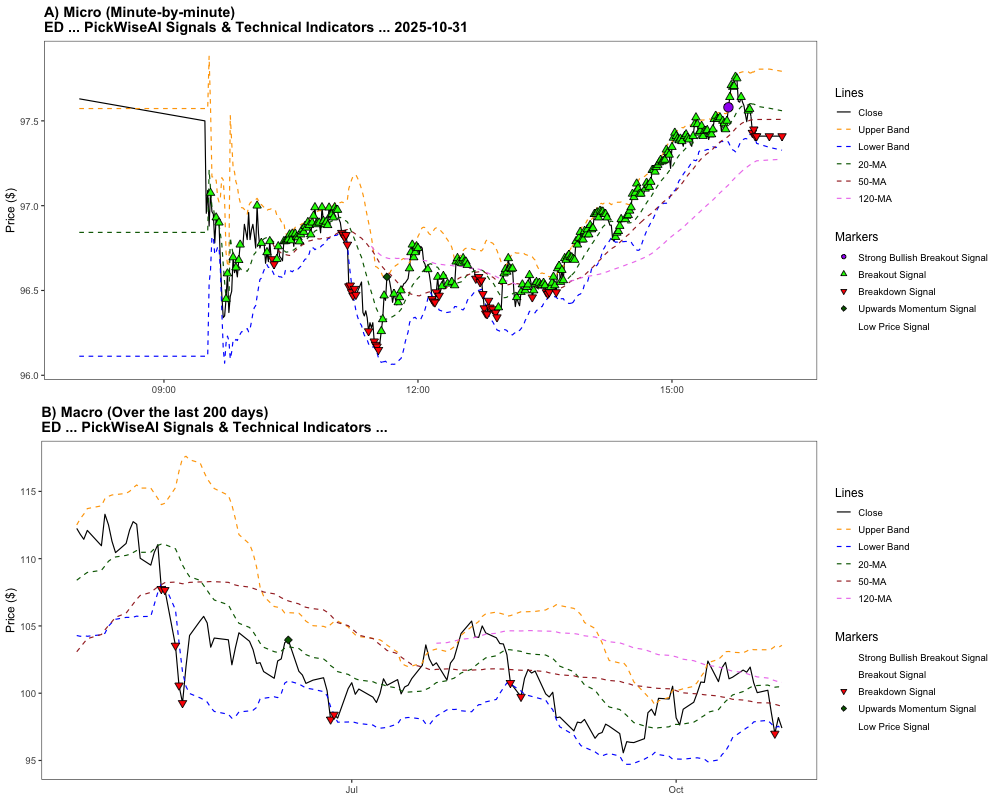 A) Micro (Minute-by-minute)
ED ... PickWiseAI Signals & Technical Indicators ... 2025-10-31
Price ($)
97.5
97.0
96.5
96.0
09:00
12:00
15:00
Lines
Close
Upper Band
Lower Band
20-MA
50-MA
120-MA
Markers
Strong Bullish Breakout Signal
Breakout Signal
Breakdown Signal
Upwards Momentum Signal
Low Price Signal
B) Macro (Over the last 200 days)
ED ... PickWiseAI Signals & Technical Indicators ...
Price ($)
115
110
105
100
95
Jul
Oct
Lines
Close
Upper Band
Lower Band
20-MA
50-MA
120-MA
Markers
Strong Bullish Breakout Signal
Breakout Signal
Breakdown Signal
Upwards Momentum Signal
Low Price Signal